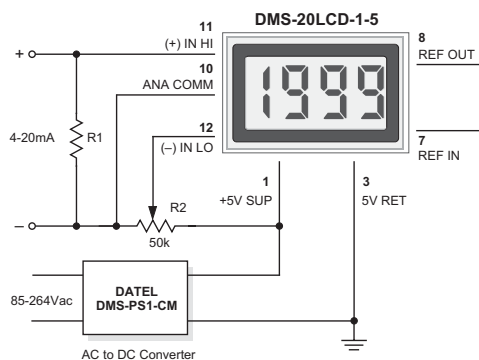 DMS-20LCD-1-5
11
(+) IN HI
8
REF OUT
+
10
ANA COMM
1999
4-20mA
R1
12
(–) IN LO
7
REF IN
1
+5V SUP
3
5V RET
R2
–
50k
85-264Vac
DATEL
DMS-PS1-CM
AC to DC Converter